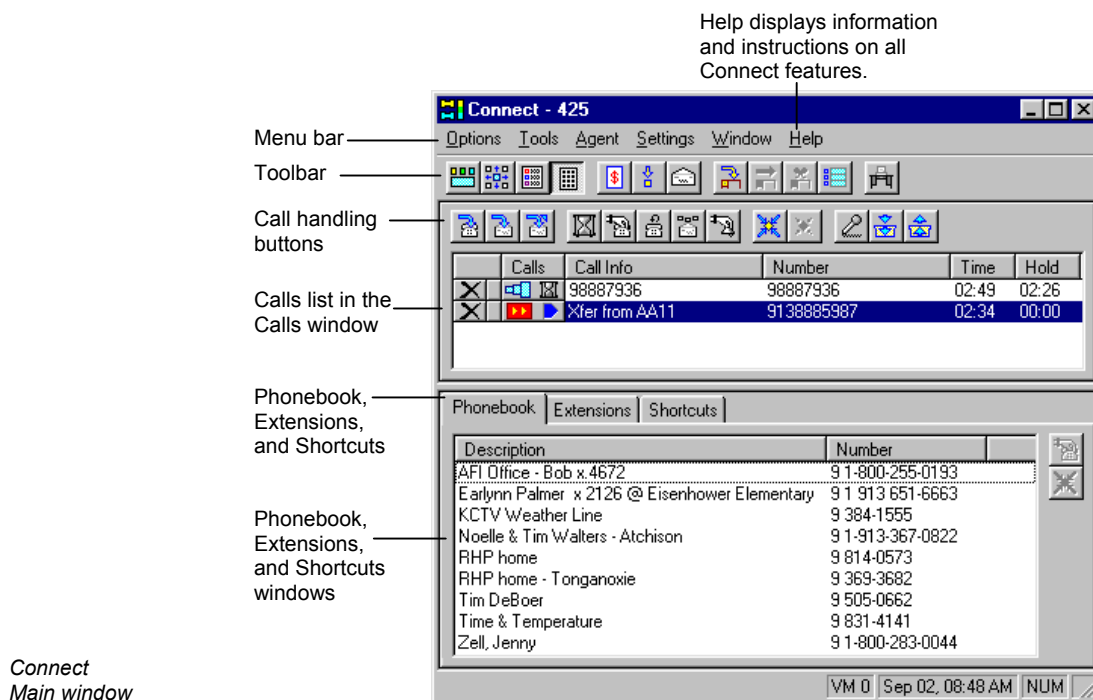 Help displays information
and instructions on all
Connect features.
Connect - 425
Menu bar
Options Tools Agent Settings Window Help
Toolbar
Call handling
buttons
Calls Call Info Number Time Hold
98887936 98887936 02:49 02:26
Xfer from AA11 9138885987 02:34 00:00
Calls list in the
Calls window
Phonebook,
Extensions,
and Shortcuts
Phonebook Extensions Shortcuts
Description Number
AFI Office - Bob x.4672 9 1-800-255-0193
Earlynn Palmer x 2126 @ Eisenhower Elementary 9 1 913 651-6663
KCTV Weather Line 9 384-1555
Noelle & Tim Walters - Atchison 9 1-913-367-0822
RHP home 9 814-0573
RHP home - Tonganoxie 9 369-3682
Tim DeBoer 9 505-0662
Time & Temperature 9 831-4141
Zell, Jenny 9 1-800-283-0044
Phonebook,
Extensions,
and Shortcuts
windows
VM 0 Sep 02, 08:48 AM NUM
Connect
Main window